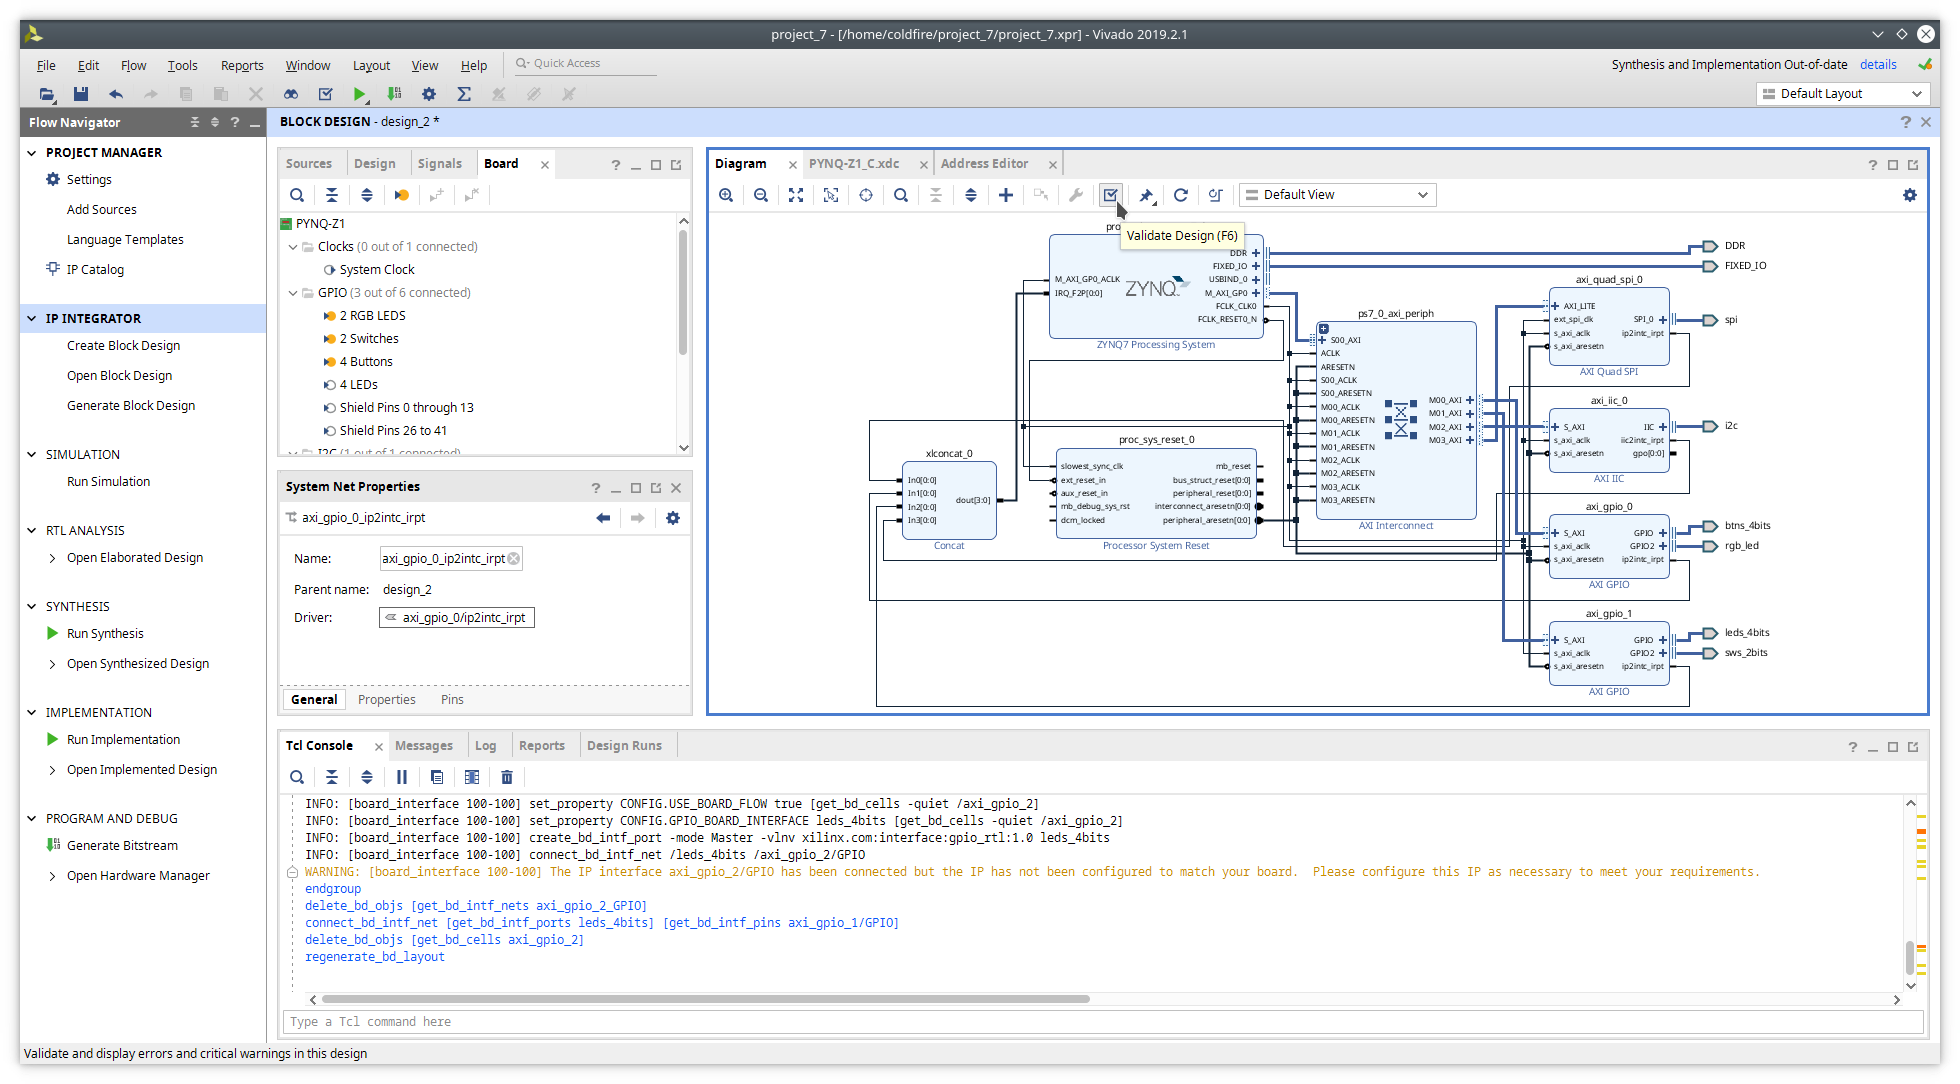 project_7 - [/home/coldfire/project_7/project_7.xpr] - Vivado 2019.2.1
File Edit Flow Tools Reports Window Layout View Help Quick Access
Synthesis and Implementation Out-of-date details
Default Layout
Flow Navigator
PROJECT MANAGER
Settings
Add Sources
Language Templates
IP Catalog
IP INTEGRATOR
Create Block Design
Open Block Design
Generate Block Design
SIMULATION
Run Simulation
RTL ANALYSIS
Open Elaborated Design
SYNTHESIS
Run Synthesis
Open Synthesized Design
IMPLEMENTATION
Run Implementation
Open Implemented Design
PROGRAM AND DEBUG
Generate Bitstream
Open Hardware Manager
BLOCK DESIGN - design_2 *
Sources Design Signals Board
PYNQ-Z1
Clocks (0 out of 1 connected)
System Clock
GPIO (3 out of 6 connected)
2 RGB LEDS
2 Switches
4 Buttons
4 LEDs
Shield Pins 0 through 13
Shield Pins 26 to 41
I2C (1 out of 1 connected)
System Net Properties
axi_gpio_0_ip2intc_irpt
Name: axi_gpio_0_ip2intc_irpt
Parent name: design_2
Driver: axi_gpio_0/ip2intc_irpt
General Properties Pins
Diagram PYNQ-Z1_C.xdc Address Editor
Default View
Validate Design (F6)
pro
M_AXI_GP0_ACLK
IRQ_F2P[0:0]
ZYNQ
DDR
FIXED_IO
USBIND_0
M_AXI_GP0
FCLK_CLK0
FCLK_RESET0_N
ZYNQ7 Processing System
DDR
FIXED_IO
xlconcat_0
In0[0:0]
In1[0:0]
In2[0:0]
In3[0:0]
dout[3:0]
Concat
proc_sys_reset_0
slowest_sync_clk
ext_reset_in
aux_reset_in
mb_debug_sys_rst
dcm_locked
mb_reset
bus_struct_reset[0:0]
peripheral_reset[0:0]
interconnect_aresetn[0:0]
peripheral_aresetn[0:0]
Processor System Reset
ps7_0_axi_periph
S00_AXI
ACLK
ARESETN
S00_ACLK
S00_ARESETN
M00_ACLK
M00_ARESETN
M01_ACLK
M01_ARESETN
M02_ACLK
M02_ARESETN
M03_ACLK
M03_ARESETN
M00_AXI
M01_AXI
M02_AXI
M03_AXI
AXI Interconnect
axi_quad_spi_0
AXI_LITE
ext_spi_clk
s_axi_aclk
s_axi_aresetn
SPI_0
ip2intc_irpt
AXI Quad SPI
spi
axi_iic_0
S_AXI
s_axi_aclk
s_axi_aresetn
IIC
iic2intc_irpt
gpo[0:0]
AXI IIC
i2c
axi_gpio_0
S_AXI
s_axi_aclk
s_axi_aresetn
GPIO
GPIO2
ip2intc_irpt
AXI GPIO
btns_4bits
rgb_led
axi_gpio_1
S_AXI
s_axi_aclk
s_axi_aresetn
GPIO
GPIO2
ip2intc_irpt
AXI GPIO
leds_4bits
sws_2bits
Tcl Console Messages Log Reports Design Runs
INFO: [board_interface 100-100] set_property CONFIG.USE_BOARD_FLOW true [get_bd_cells -quiet /axi_gpio_2]
INFO: [board_interface 100-100] set_property CONFIG.GPIO_BOARD_INTERFACE leds_4bits [get_bd_cells -quiet /axi_gpio_2]
INFO: [board_interface 100-100] create_bd_intf_port -mode Master -vlnv xilinx.com:interface:gpio_rtl:1.0 leds_4bits
INFO: [board_interface 100-100] connect_bd_intf_net /leds_4bits /axi_gpio_2/GPIO
WARNING: [board_interface 100-100] The IP interface axi_gpio_2/GPIO has been connected but the IP has not been configured to match your board.  Please configure this IP as necessary to meet your requirements.
endgroup
delete_bd_objs [get_bd_intf_nets axi_gpio_2_GPIO]
connect_bd_intf_net [get_bd_intf_ports leds_4bits] [get_bd_intf_pins axi_gpio_1/GPIO]
delete_bd_objs [get_bd_cells axi_gpio_2]
regenerate_bd_layout
Type a Tcl command here
Validate and display errors and critical warnings in this design